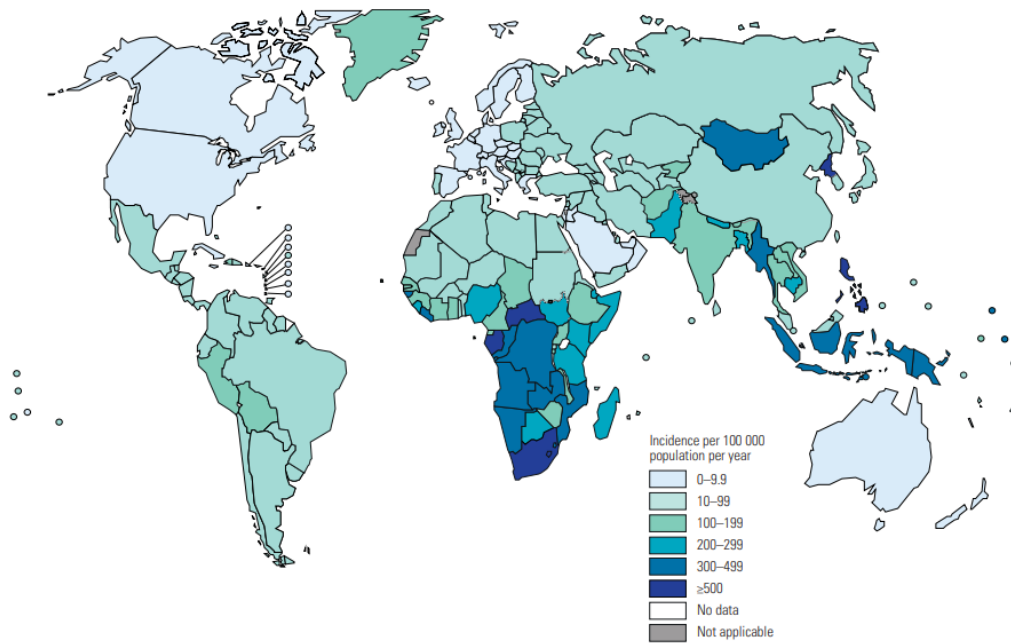 Incidence per 100 000
population per year
0–9.9
10–99
100–199
200–299
300–499
≥500
No data
Not applicable